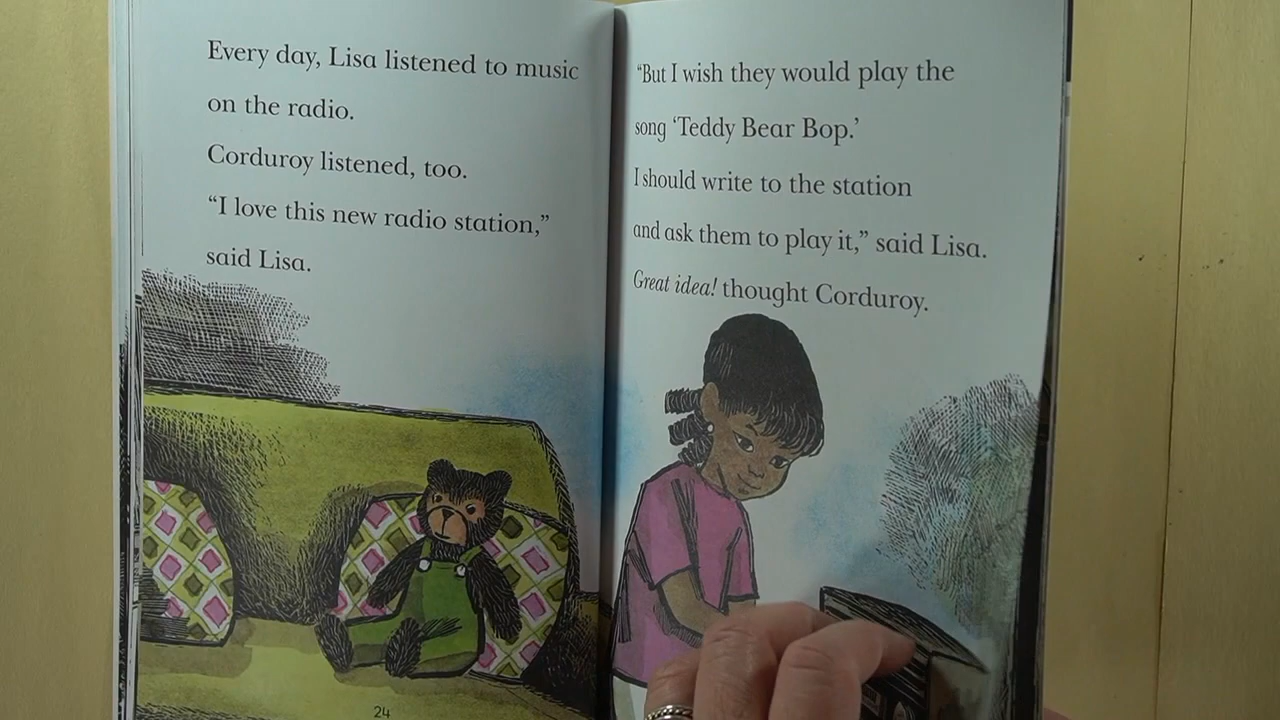 Every day, Lisa listened to music
on the radio.
Corduroy listened, too.
“I love this new radio station,”
said Lisa.
24
“But I wish they would play the
song ‘Teddy Bear Bop.’
I should write to the station
and ask them to play it,” said Lisa.
Great idea! thought Corduroy.